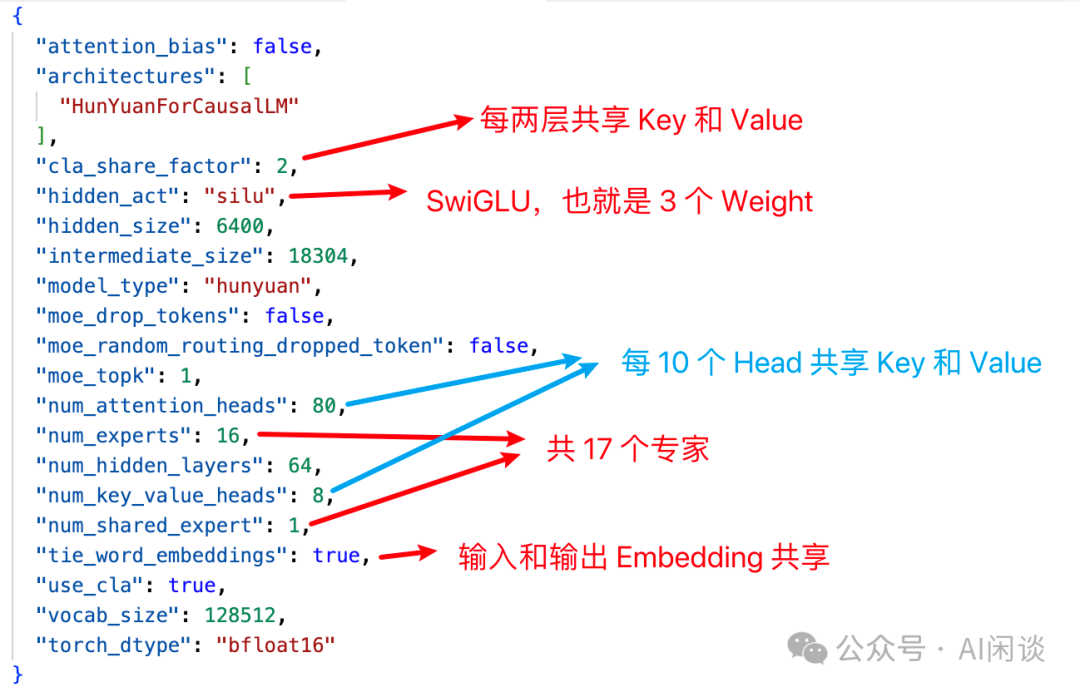 {
"attention_bias": false,
"architectures": [
"HunYuanForCausalLM"
],
每两层共享 Key 和 Value
"cla_share_factor": 2,
"hidden_act": "silu",
SwiGLU，也就是 3 个 Weight
"hidden_size": 6400,
"intermediate_size": 18304,
"model_type": "hunyuan",
"moe_drop_tokens": false,
"moe_random_routing_dropped_token": false,
每 10 个 Head 共享 Key 和 Value
"moe_topk": 1,
"num_attention_heads": 80,
"num_experts": 16,
共 17 个专家
"num_hidden_layers": 64,
"num_key_value_heads": 8,
"num_shared_expert": 1,
"tie_word_embeddings": true,
输入和输出 Embedding 共享
"use_cla": true,
"vocab_size": 128512,
"torch_dtype": "bfloat16"
}
公众号 · AI闲谈